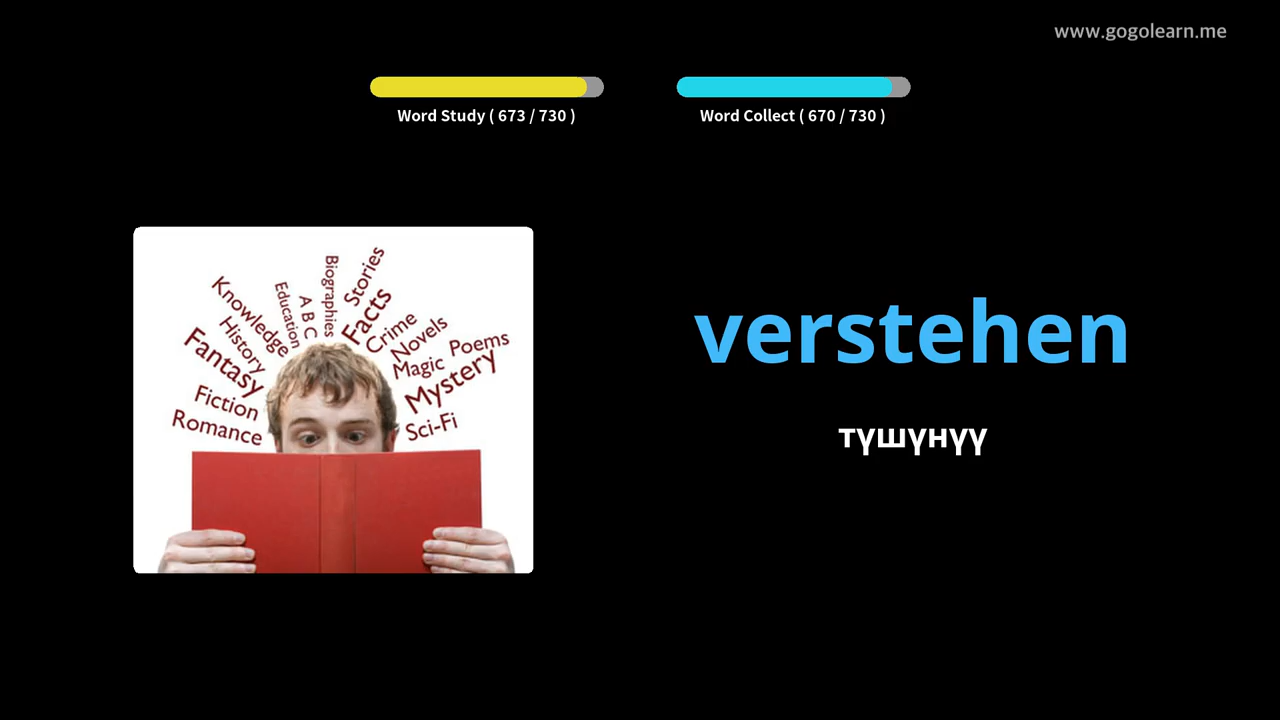 www.gogolearn.me
Word Study ( 673 / 730 )
Word Collect ( 670 / 730 )
verstehen
түшүнүү
Knowledge
History
Fantasy
Fiction
Romance
Education
A B C
Biographies
Stories
Facts
Crime
Novels
Magic
Poems
Mystery
Sci-Fi